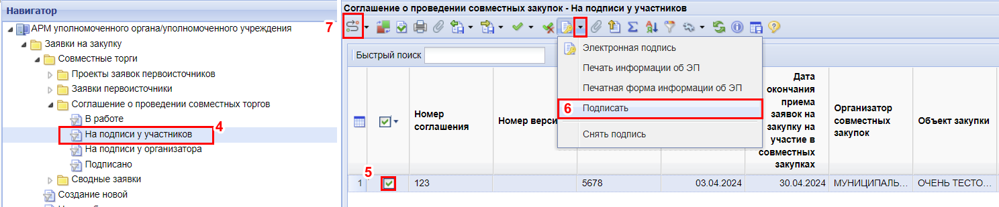 Навигатор
АРМ уполномоченного органа/уполномоченного учреждения
Заявки на закупку
Совместные торги
Проекты заявок первоисточников
Заявки первоисточники
Соглашение о проведении совместных торгов
В работе
На подписи у участников
4
На подписи у организатора
Подписано
Сводные заявки
Создание новой
Соглашение о проведении совместных закупок - На подписи у участников
7
Быстрый поиск
Электронная подпись
Печать информации об ЭП
Печатная форма информации об ЭП
6 Подписать
Снять подпись
Номер соглашения
Номер верси
Дата окончания приема заявок на закупку на участие в совместных закупках
Организатор совместных закупок
Объект закупки
5
1 123 5678 03.04.2024 30.04.2024 МУНИЦИПАЛЬ... ОЧЕНЬ ТЕСТО...